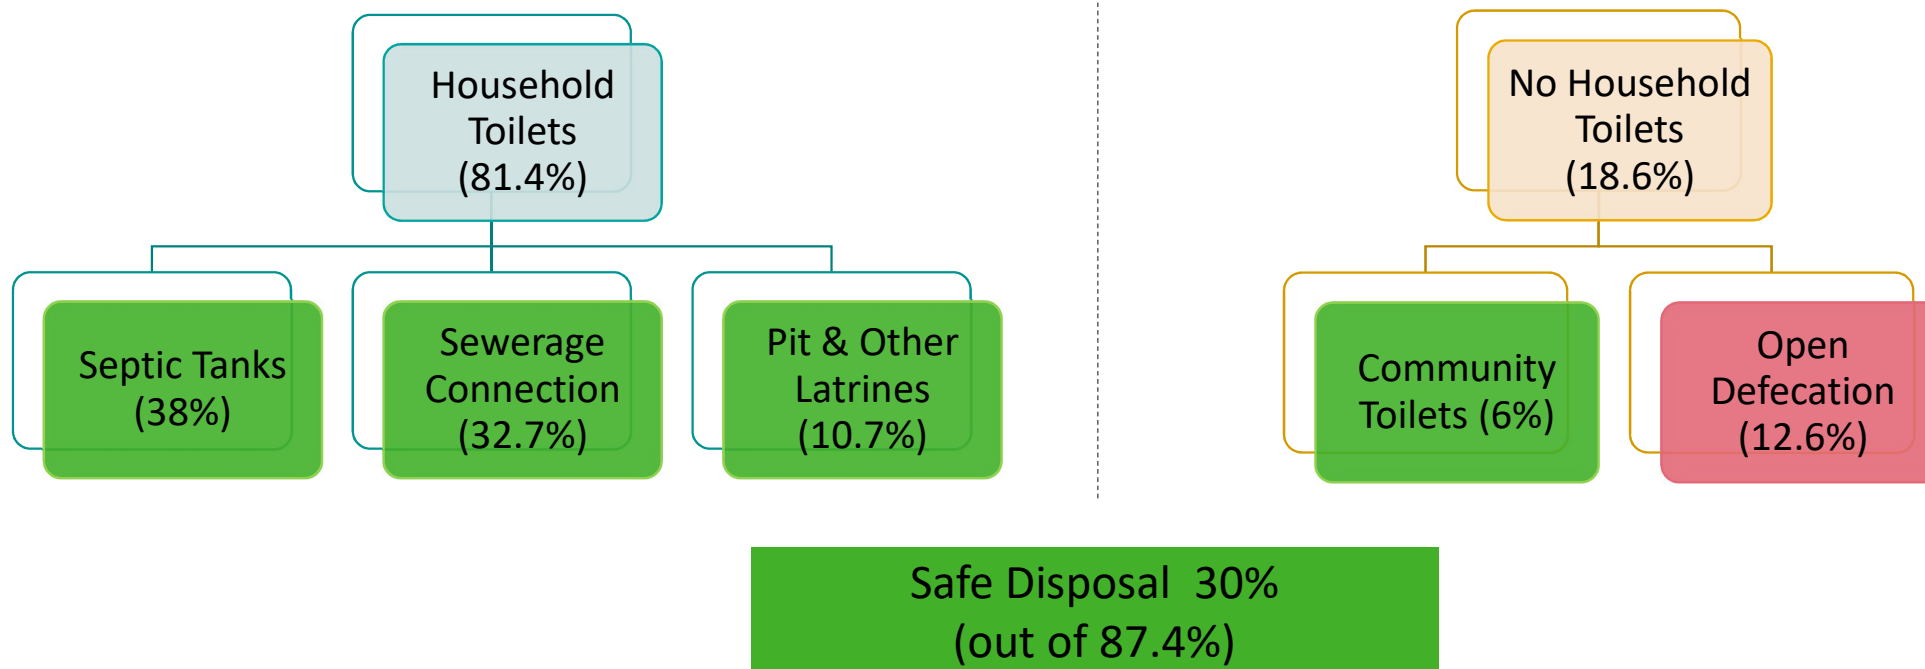 Household
Toilets
(81.4%)
No Household
Toilets
(18.6%)
Septic Tanks
(38%)
Sewerage
Connection
(32.7%)
Pit & Other
Latrines
(10.7%)
Community
Toilets (6%)
Open
Defecation
(12.6%)
Safe Disposal  30%
(out of 87.4%)